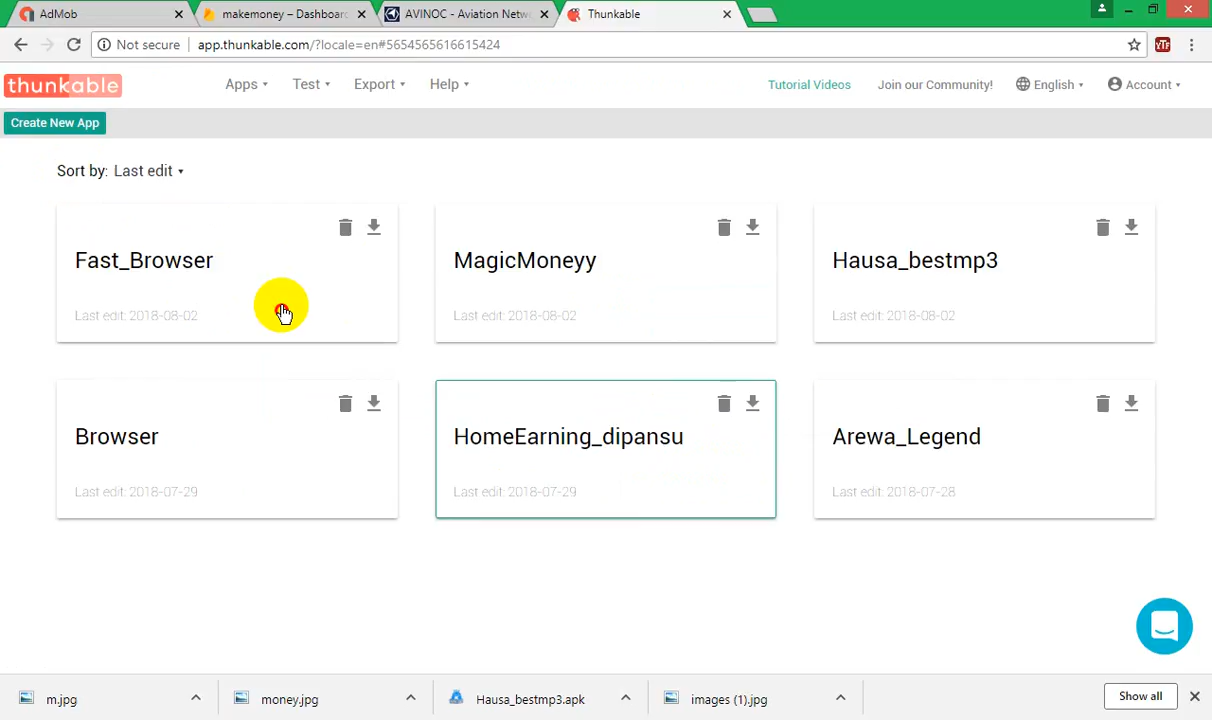 AdMob
makemoney – Dashboard
AVINOC - Aviation Netw
Thunkable
Not secure
app.thunkable.com/?locale=en#5654565616615424
YTF
thunkable
Apps
Test
Export
Help
Tutorial Videos
Join our Community!
English
Account
Create New App
Sort by: Last edit
Fast_Browser
MagicMoneyy
Hausa_bestmp3
Last edit: 2018-08-02
Last edit: 2018-08-02
Last edit: 2018-08-02
Browser
HomeEarning_dipansu
Arewa_Legend
Last edit: 2018-07-29
Last edit: 2018-07-29
Last edit: 2018-07-28
m.jpg
money.jpg
Hausa_bestmp3.apk
images (1).jpg
Show all